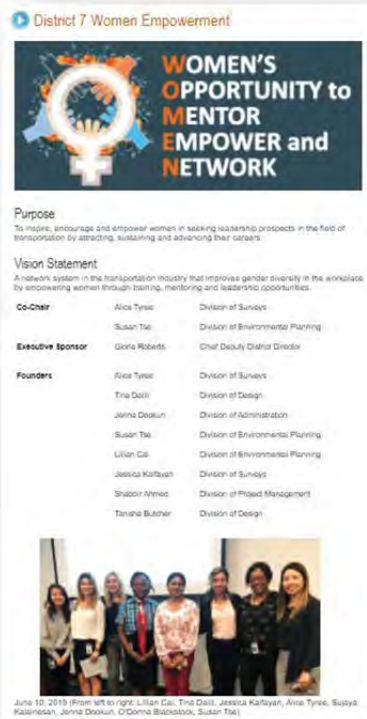 District 7 Women Empowerment
WOMEN'S
OPPORTUNITY to
MENTOR
EMPOWER and
NETWORK
Purpose
To inspire, encourage and empower women in seeking leadership prospects in the field of
transportation by attracting, sustaining and advancing their careers.
Vision Statement
A network system in the transportation industry that improves gender diversity in the workplace
by empowering women through training, mentoring and leadership opportunities.
Co-Chair Alice Tyree Division of Surveys
Susan Tse Division of Environmental Planning
Executive Sponsor Gloria Roberts Chief Deputy District Director
Founders Alice Tyree Division of Surveys
Tina Dalili Division of Design
Jenna Dookun Division of Administration
Susan Tse Division of Environmental Planning
Lillian Cai Division of Environmental Planning
Jessica Kalfayan Division of Surveys
Shabbir Ahmed Division of Project Management
Tanisha Butcher Division of Design
June 10, 2019 (From left to right: Lillian Cai, Tina Dalili, Jessica Kalfayan, Alice Tyree, Sujaya
Kalainesan, Jenna Dookun, O'Donna Blackstock, Susan Tse)